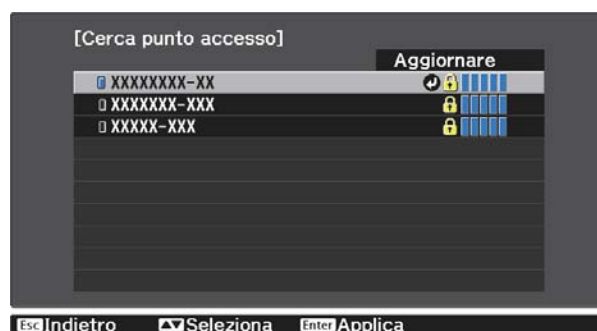 [Cerca punto accesso]
Aggiornare
XXXXXXXX-XX
XXXXXXX-XXX
XXXXX-XXX
Esc Indietro Seleziona Enter Applica